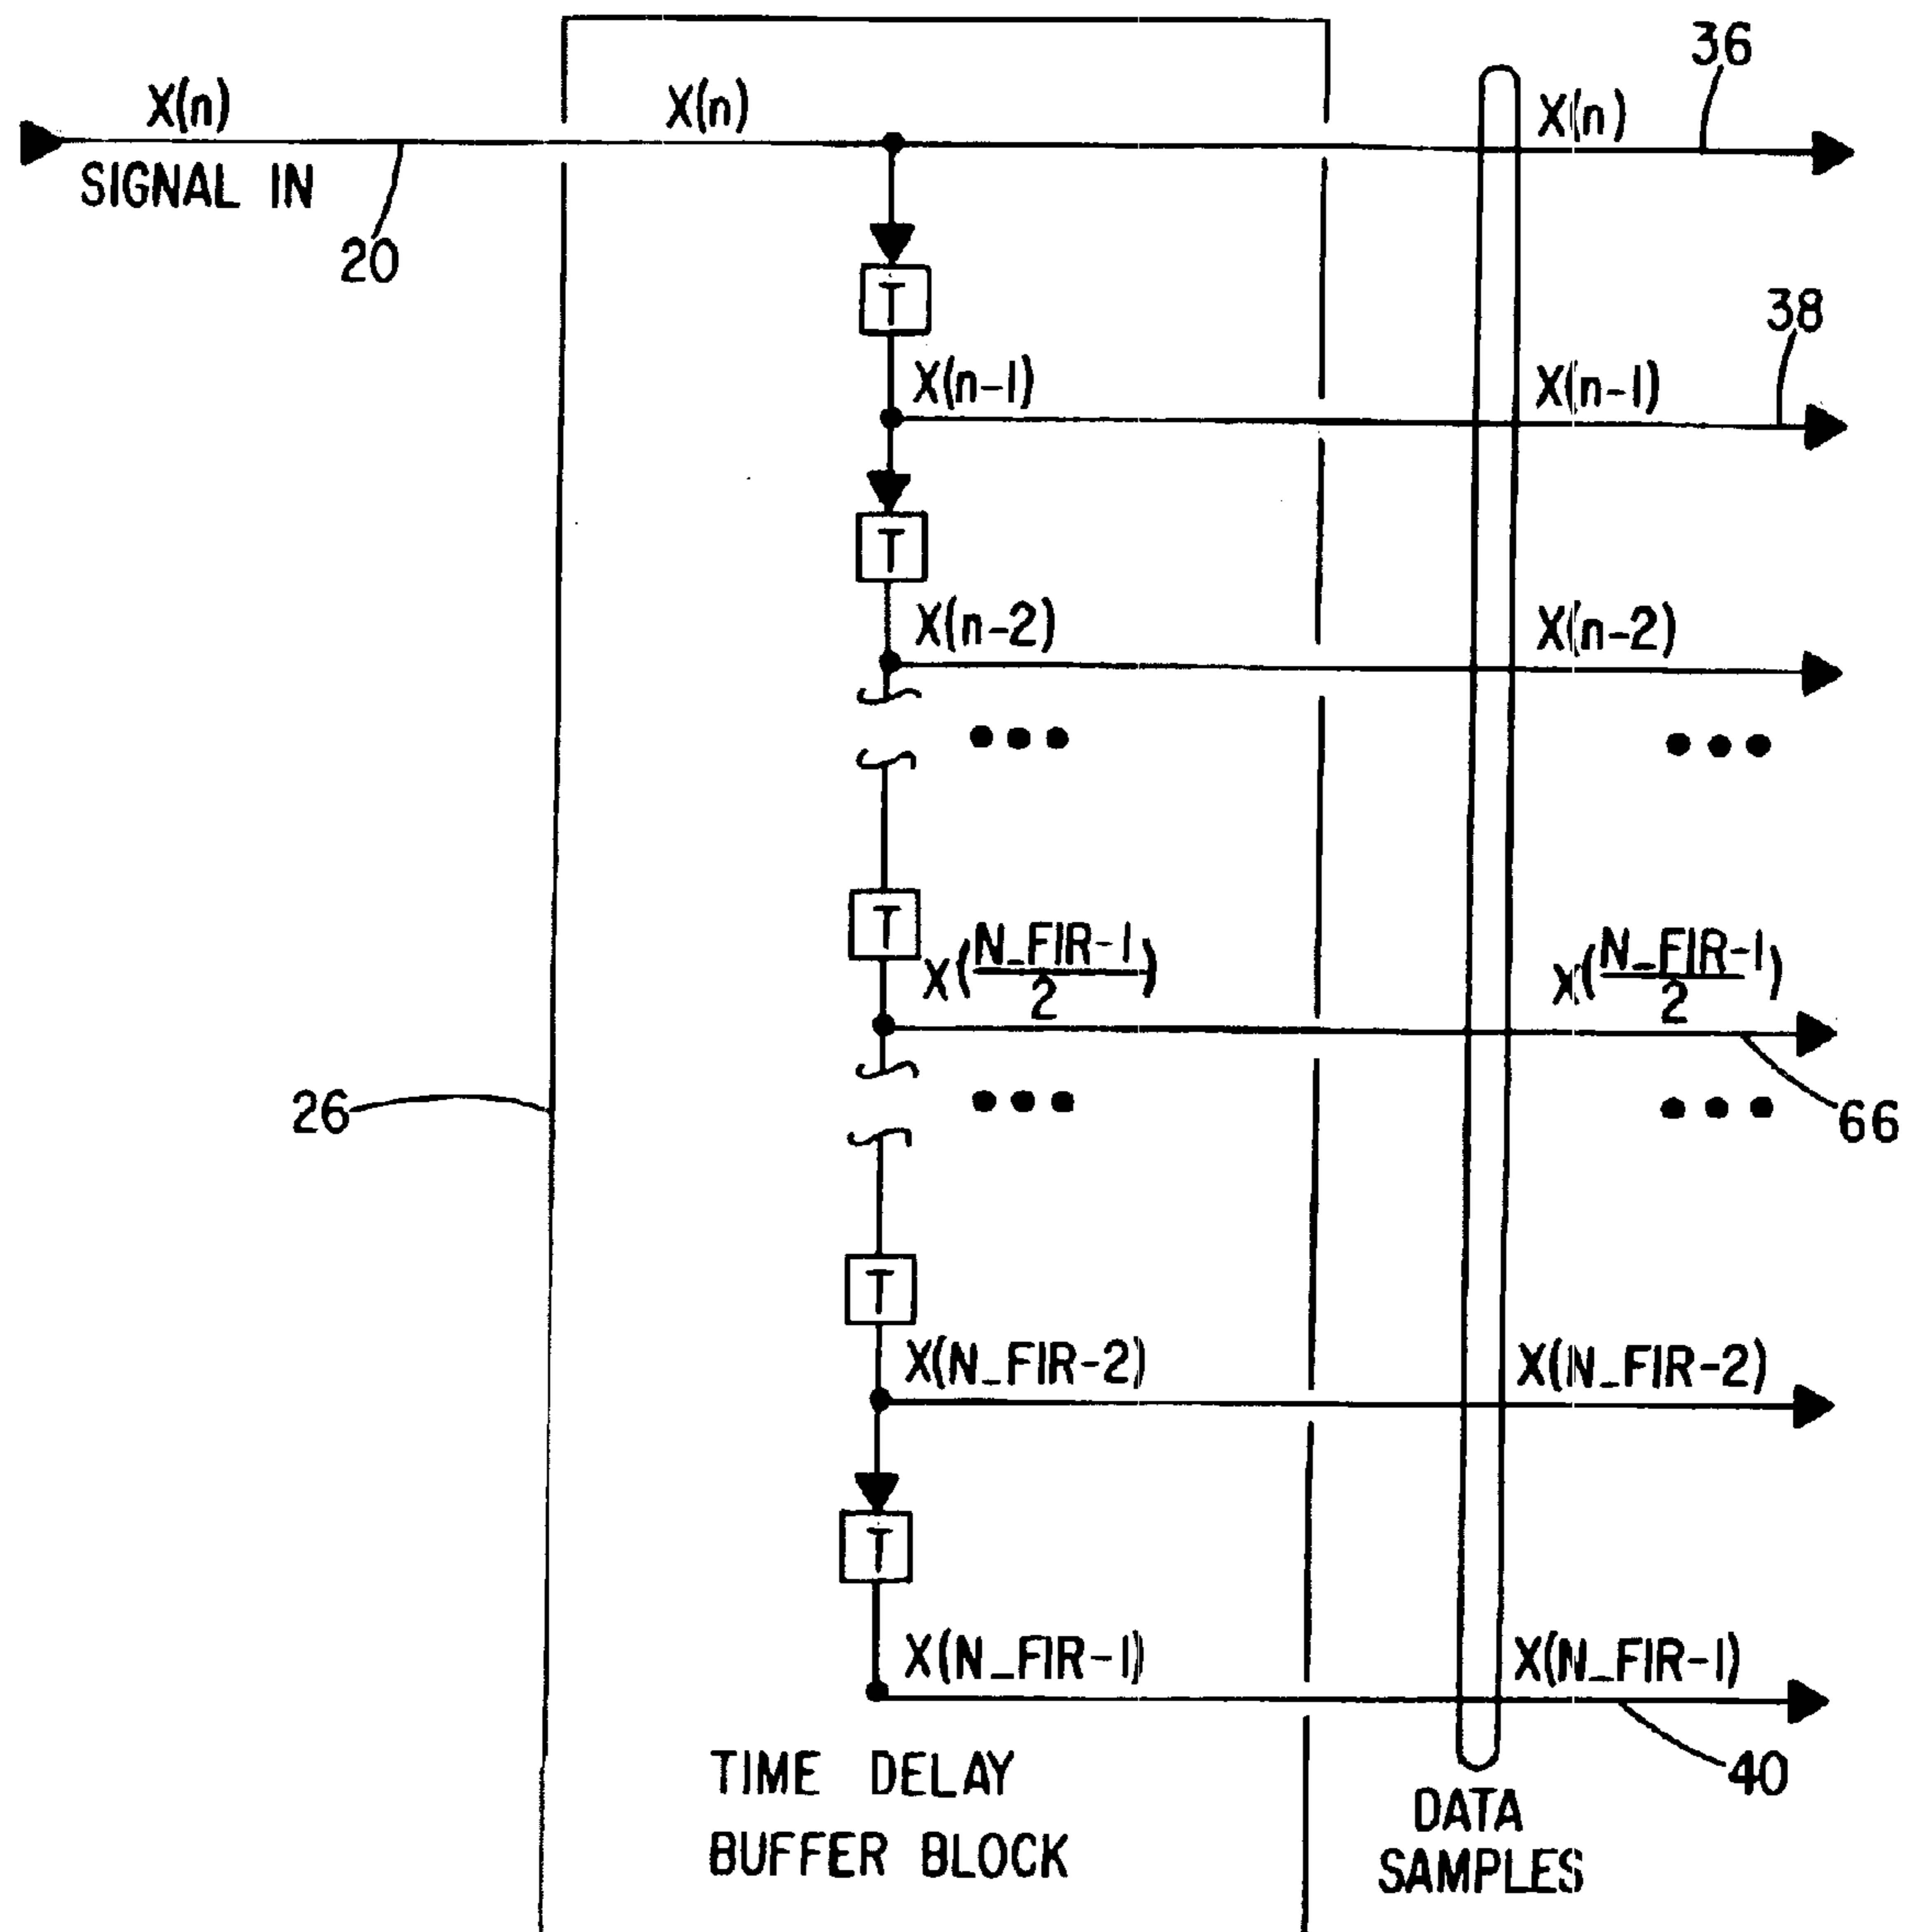 36
X(n) X(n) X(n)
SIGNAL IN
20
T
38
X(n-1) X(n-1)
T
X(n-2) X(n-2)
••• •••
T
X(N_FIR-1/2) X(N_FIR-1/2)
26
••• •••
66
T
X(N_FIR-2) X(N_FIR-2)
T
X(N_FIR-1) X(N_FIR-1)
40
TIME DELAY
BUFFER BLOCK
DATA
SAMPLES